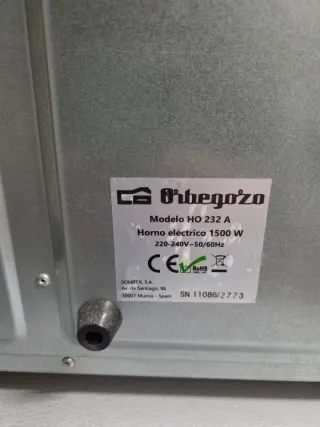 Orbegozo
Modelo HO 232 A
Horno eléctrico 1500 W
220-240V~50/60Hz
CE RoHS
SONIFER, S.A.
Av. de Santiago, 86
30007 Murcia - Spain
SN 11086/2773